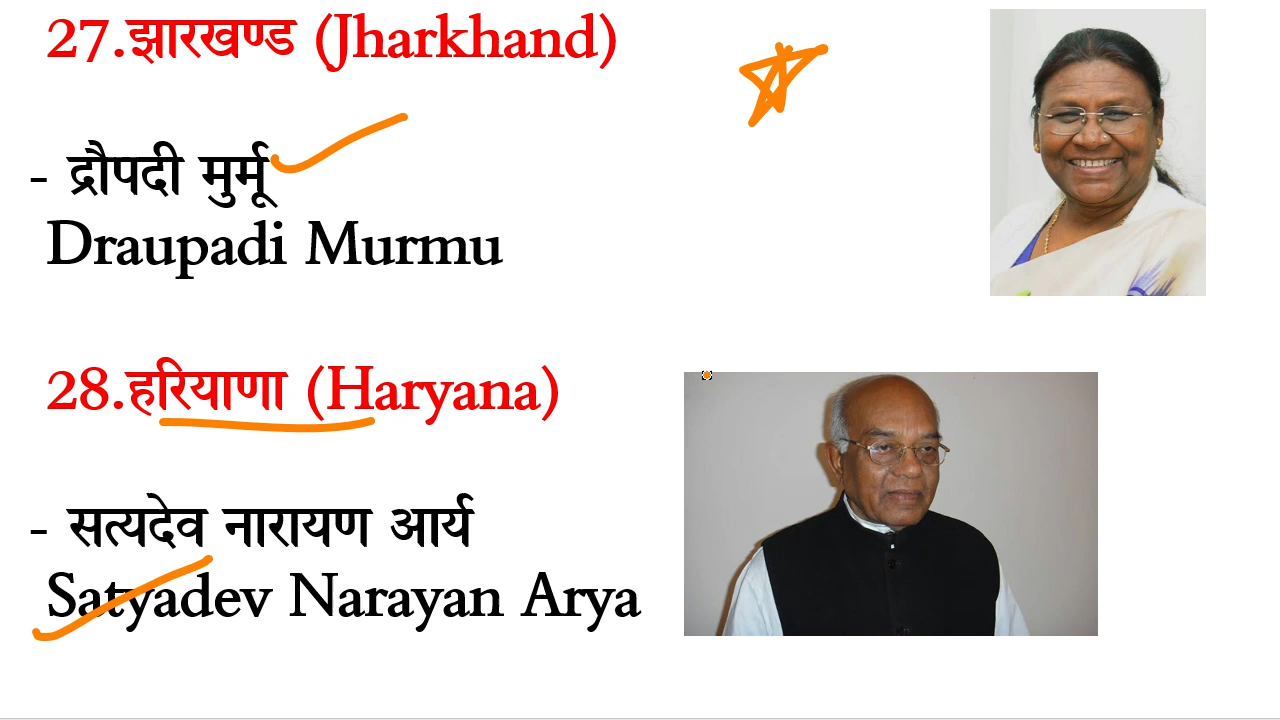 27.झारखण्ड (Jharkhand)
- द्रौपदी मुर्मू
Draupadi Murmu
28.हरियाणा (Haryana)
- सत्यदेव नारायण आर्य
Satyadev Narayan Arya